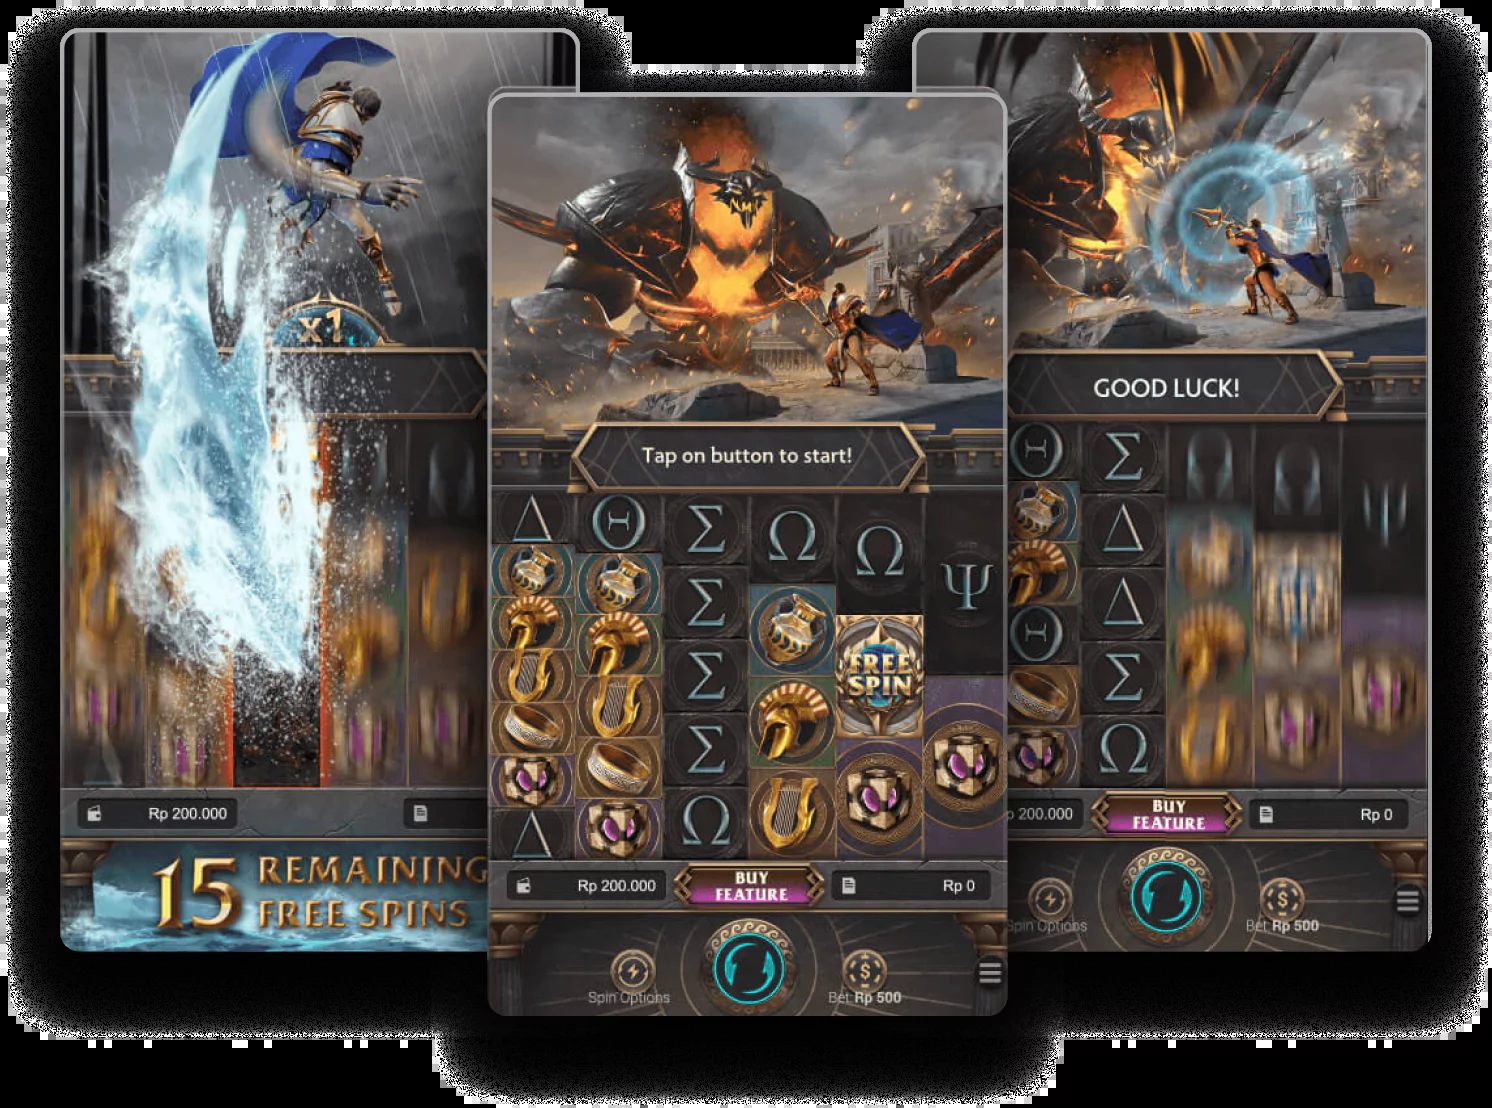 x1
Rp 200.000
15
REMAINING
FREE SPINS
Tap on button to start!
Δ Θ Σ Ω Ω Ψ
Σ
FREE
SPIN
Σ
Σ
Δ Ω
Rp 200.000
BUY
FEATURE
Rp 0
Spin Options
Bet Rp 500
GOOD LUCK!
Θ Σ Ω Ω Ψ
Δ
Θ Δ
Σ
Ω
200.000
BUY
FEATURE
Rp 0
Spin Options
Bet Rp 500